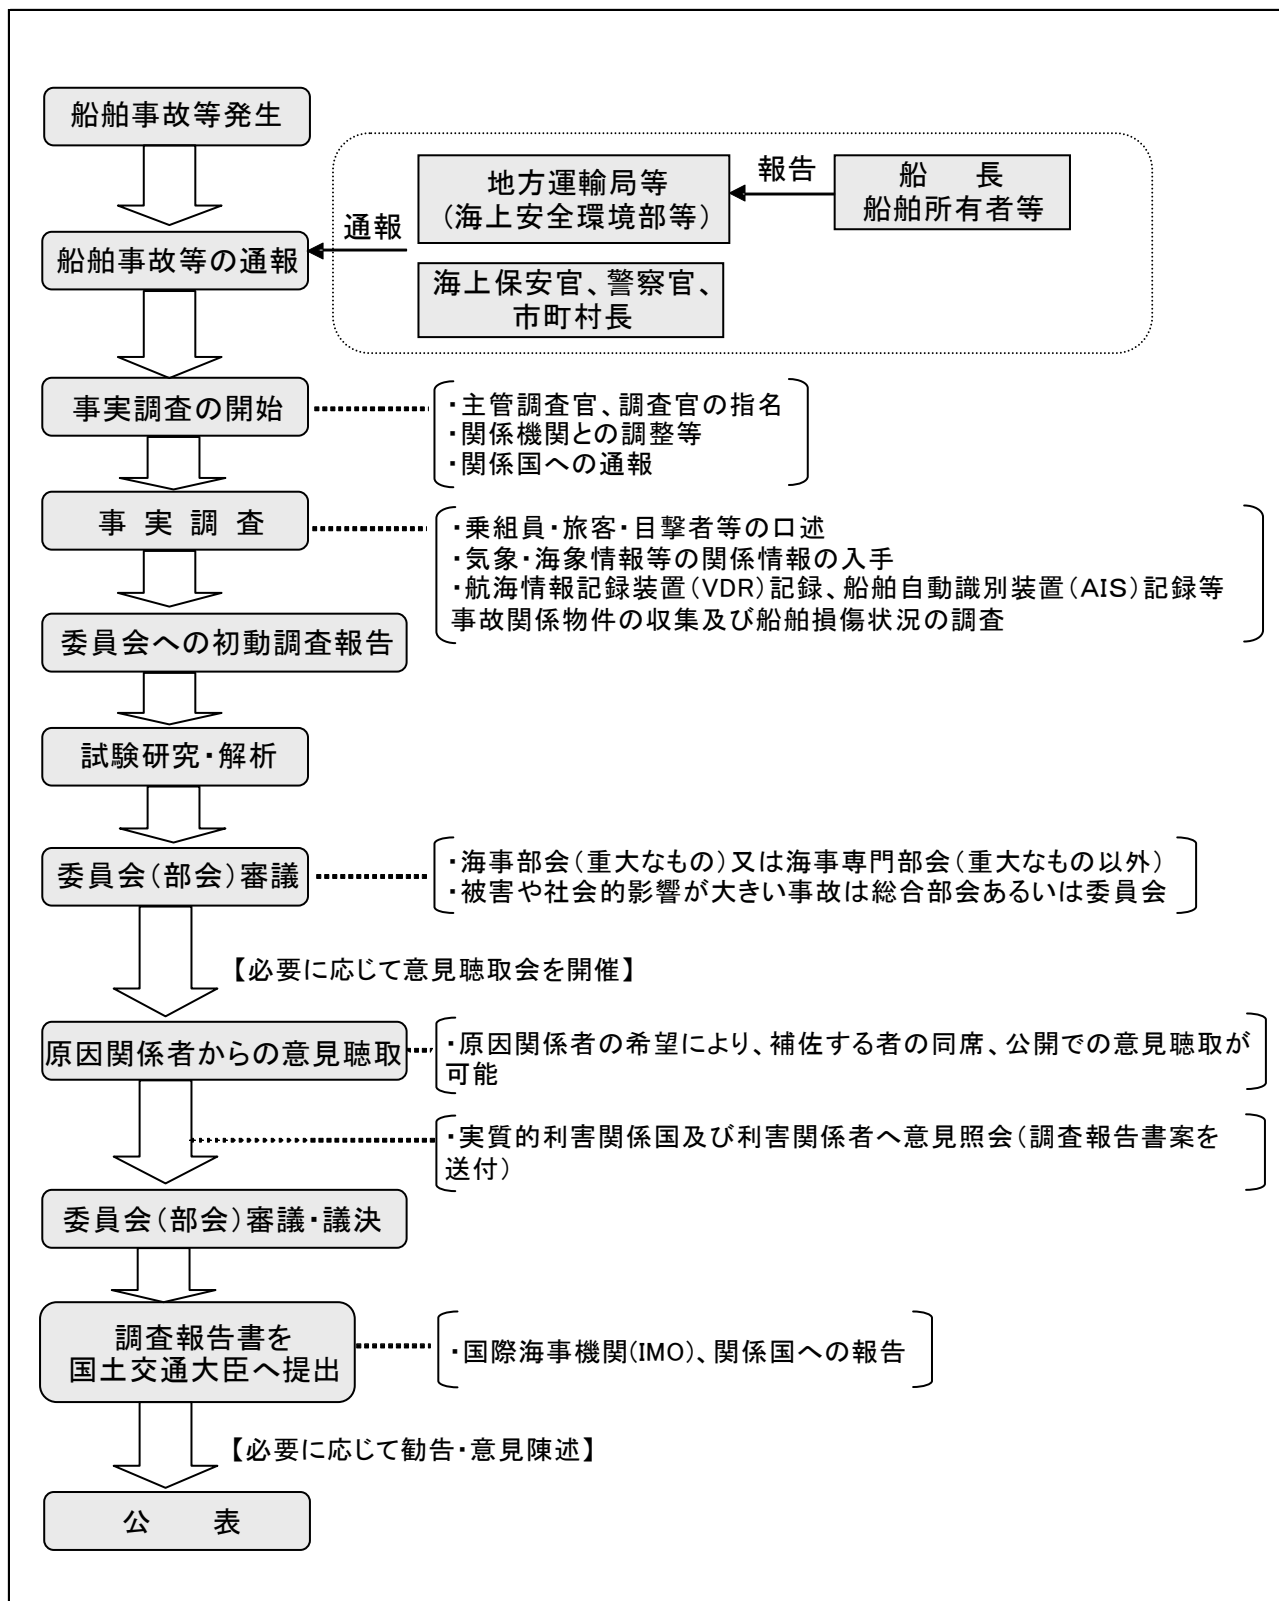 船舶事故等発生
地方運輸局等
(海上安全環境部等)
報告
船　長
船舶所有者等
通報
船舶事故等の通報
海上保安官、警察官、
市町村長
事実調査の開始
・主管調査官、調査官の指名
・関係機関との調整等
・関係国への通報
事 実 調 査
・乗組員・旅客・目撃者等の口述
・気象・海象情報等の関係情報の入手
・航海情報記録装置(VDR)記録、船舶自動識別装置(AIS)記録等
事故関係物件の収集及び船舶損傷状況の調査
委員会への初動調査報告
試験研究・解析
委員会(部会)審議
・海事部会(重大なもの)又は海事専門部会(重大なもの以外)
・被害や社会的影響が大きい事故は総合部会あるいは委員会
【必要に応じて意見聴取会を開催】
原因関係者からの意見聴取
・原因関係者の希望により、補佐する者の同席、公開での意見聴取が
可能
・実質的利害関係国及び利害関係者へ意見照会(調査報告書案を
送付)
委員会(部会)審議・議決
調査報告書を
国土交通大臣へ提出
・国際海事機関(IMO)、関係国への報告
【必要に応じて勧告・意見陳述】
公　　表